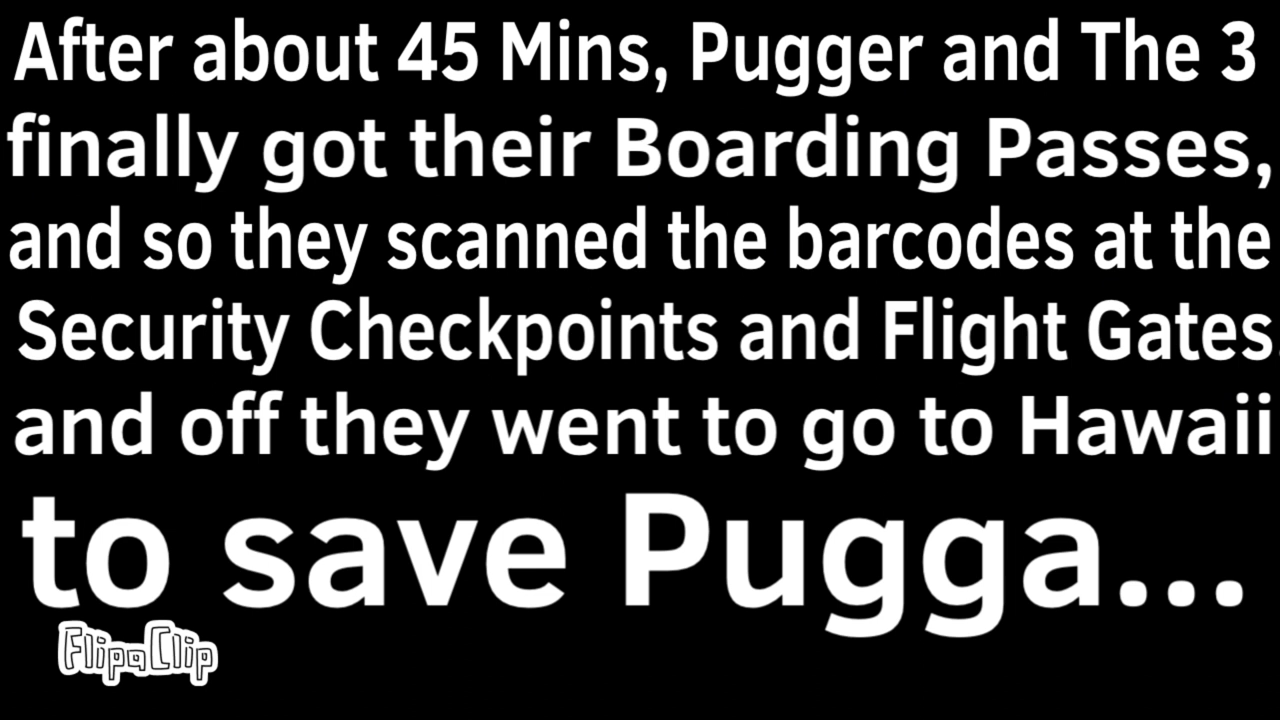 After about 45 Mins, Pugger and The 3
finally got their Boarding Passes,
and so they scanned the barcodes at the
Security Checkpoints and Flight Gates
and off they went to go to Hawaii
to save Pugga...
FlipaClip